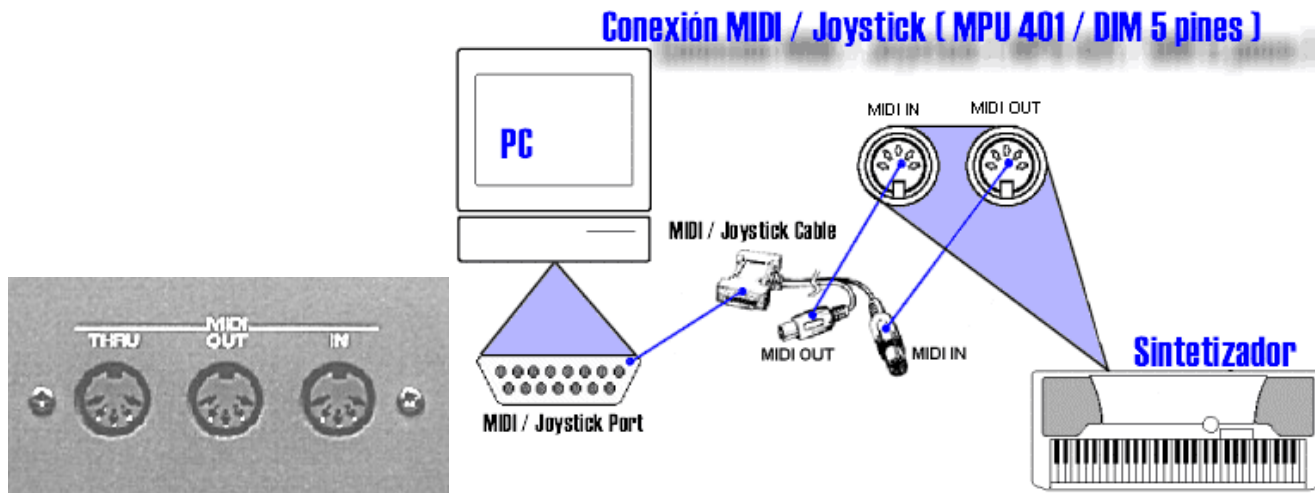 Conexión MIDI / Joystick ( MPU 401 / DIM 5 pines )
PC
MIDI IN
MIDI OUT
MIDI / Joystick Cable
MIDI OUT
MIDI IN
MIDI / Joystick Port
Sintetizador
MIDI
THRU OUT IN